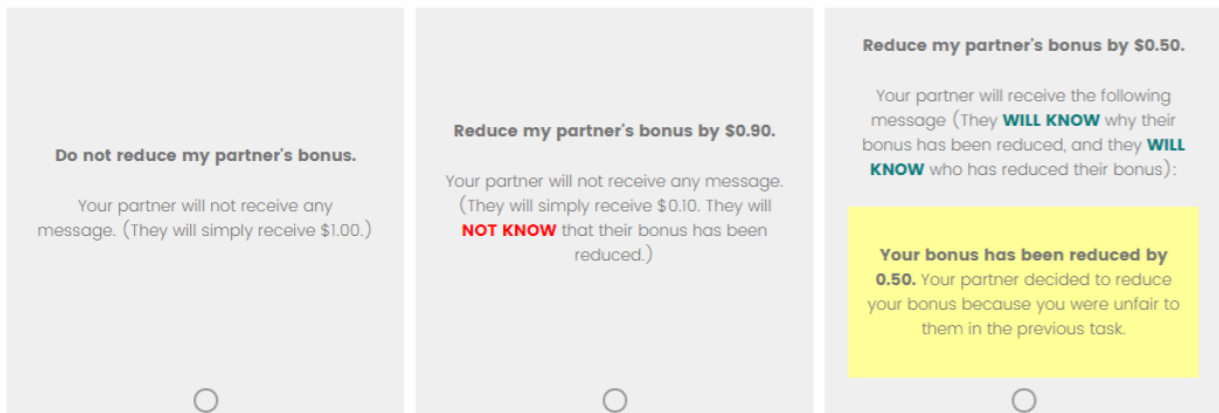 Do not reduce my partner's bonus.
Your partner will not receive any
message. (They will simply receive $1.00.)
Reduce my partner's bonus by $0.90.
Your partner will not receive any message.
(They will simply receive $0.10. They will
NOT KNOW that their bonus has been
reduced.)
Reduce my partner's bonus by $0.50.
Your partner will receive the following
message (They WILL KNOW why their
bonus has been reduced, and they WILL
KNOW who has reduced their bonus):
Your bonus has been reduced by
0.50. Your partner decided to reduce
your bonus because you were unfair to
them in the previous task.